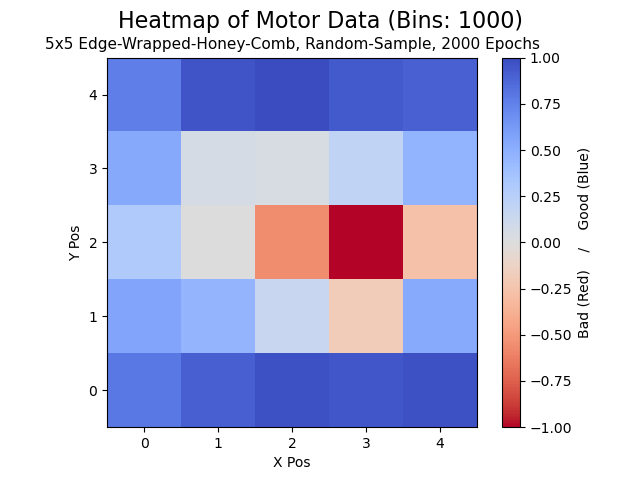 Heatmap of Motor Data (Bins: 1000)
5x5 Edge-Wrapped-Honey-Comb, Random-Sample, 2000 Epochs
4
3
2
1
0
Y Pos
0 1 2 3 4
X Pos
1.00
0.75
0.50
0.25
0.00
−0.25
−0.50
−0.75
−1.00
Bad (Red) / Good (Blue)